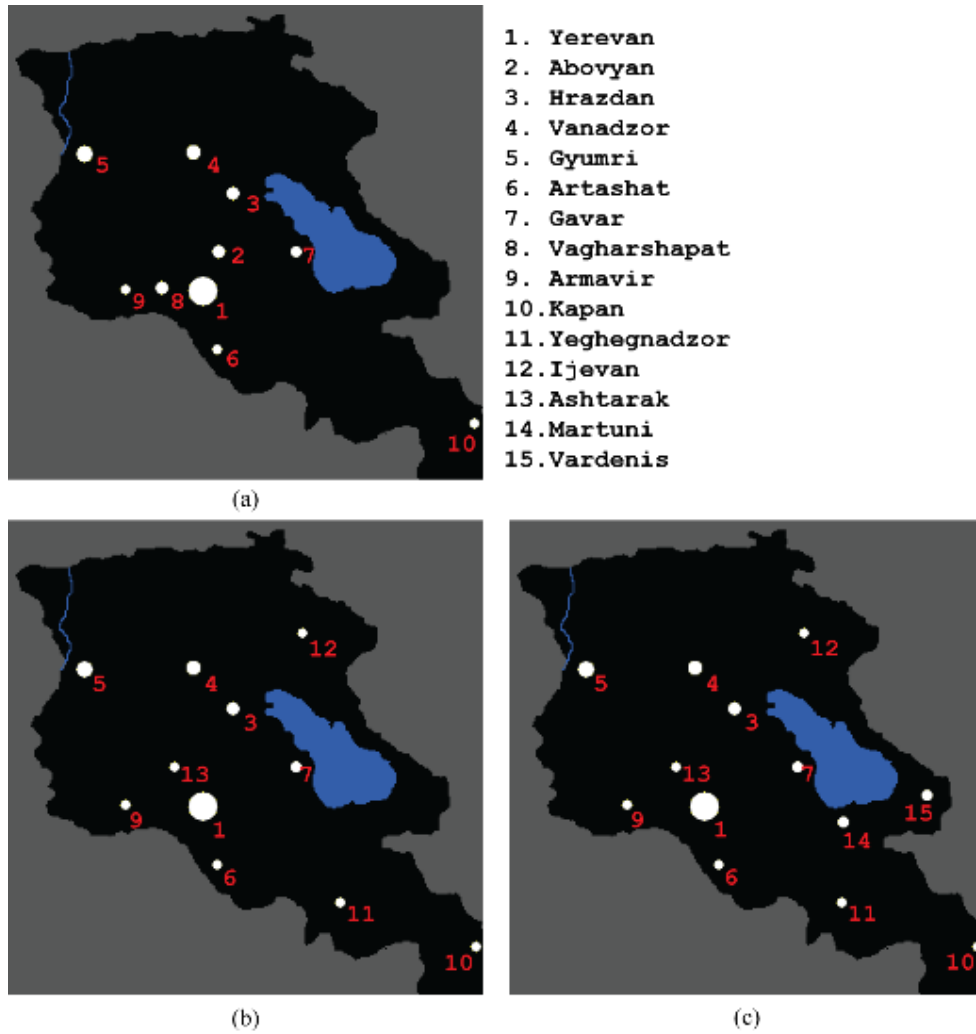 1. Yerevan
2. Abovyan
3. Hrazdan
4. Vanadzor
5. Gyumri
6. Artashat
7. Gavar
8. Vagharshapat
9. Armavir
10.Kapan
11.Yeghegnadzor
12.Ijevan
13.Ashtarak
14.Martuni
15.Vardenis
5 4
3
2 7
9 8 1
6
10
(a)
12
5 4
3
13 7
9 1
6
11
10
(b)
12
5 4
3
13 7
15
9 1 14
6
11
10
(c)